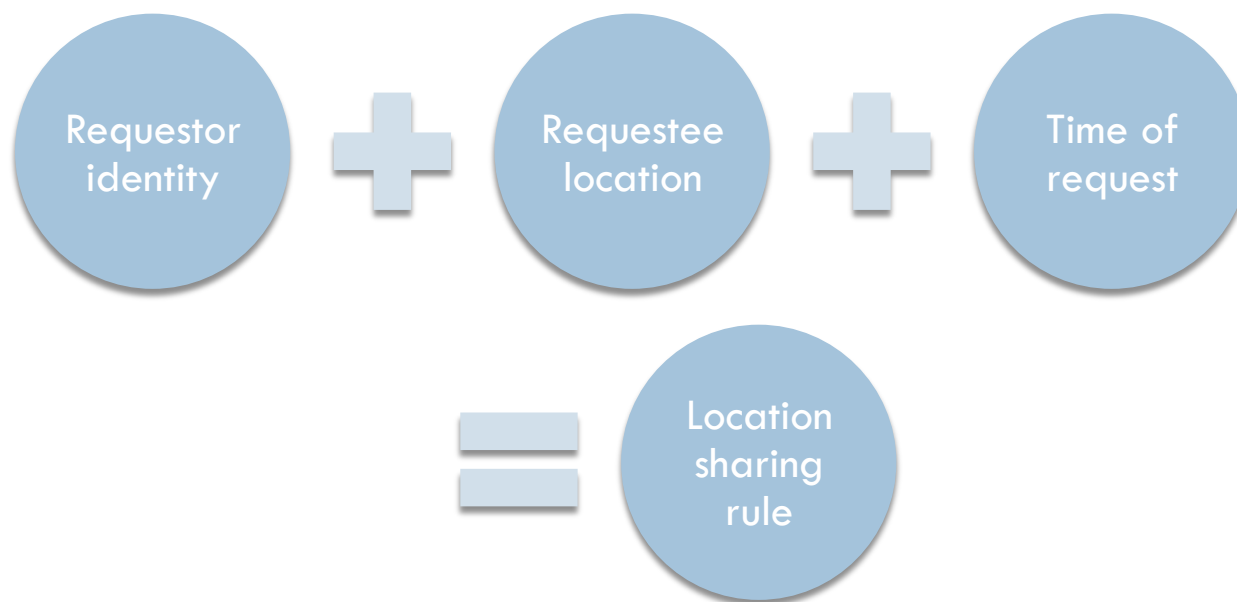 Requestor
identity
Requestee
location
Time of
request
Location
sharing
rule